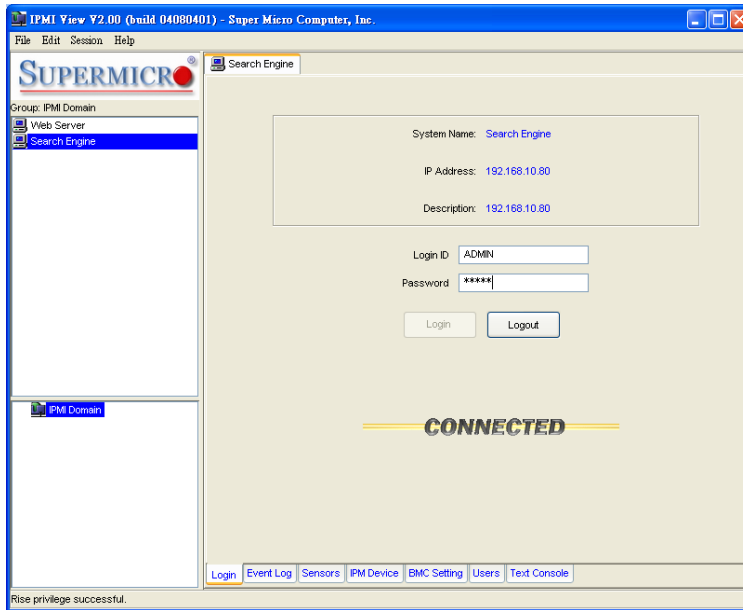 IPMI View V2.00 (build 04080401) - Super Micro Computer, Inc.
File Edit Session Help
SUPERMICRO®
Group: IPMI Domain
Web Server
Search Engine
IPMI Domain
Search Engine
System Name: Search Engine
IP Address: 192.168.10.80
Description: 192.168.10.80
Login ID ADMIN
Password *****
Login Logout
CONNECTED
Login Event Log Sensors IPM Device BMC Setting Users Text Console
Rise privilege successful.